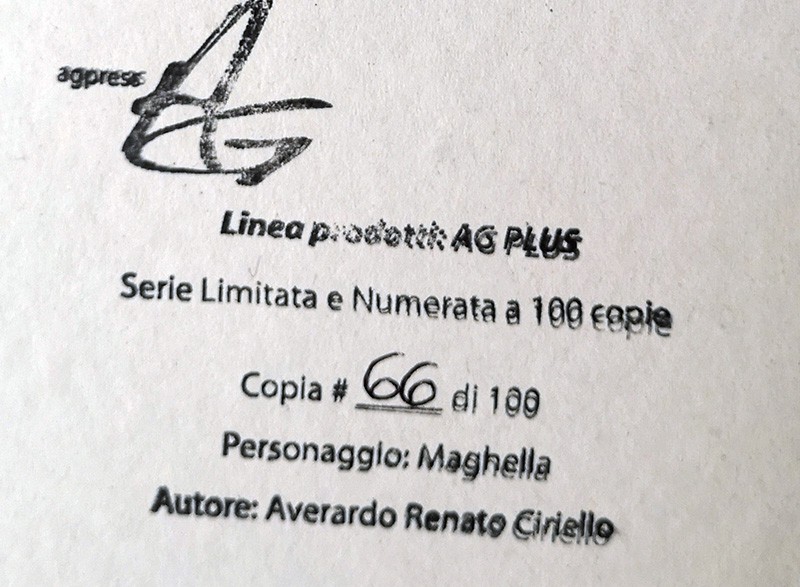 agpress
AG
Linea prodotti: AG PLUS
Serie Limitata e Numerata a 100 copie
Copia # 66 di 100
Personaggio: Maghella
Autore: Averardo Renato Ciriello